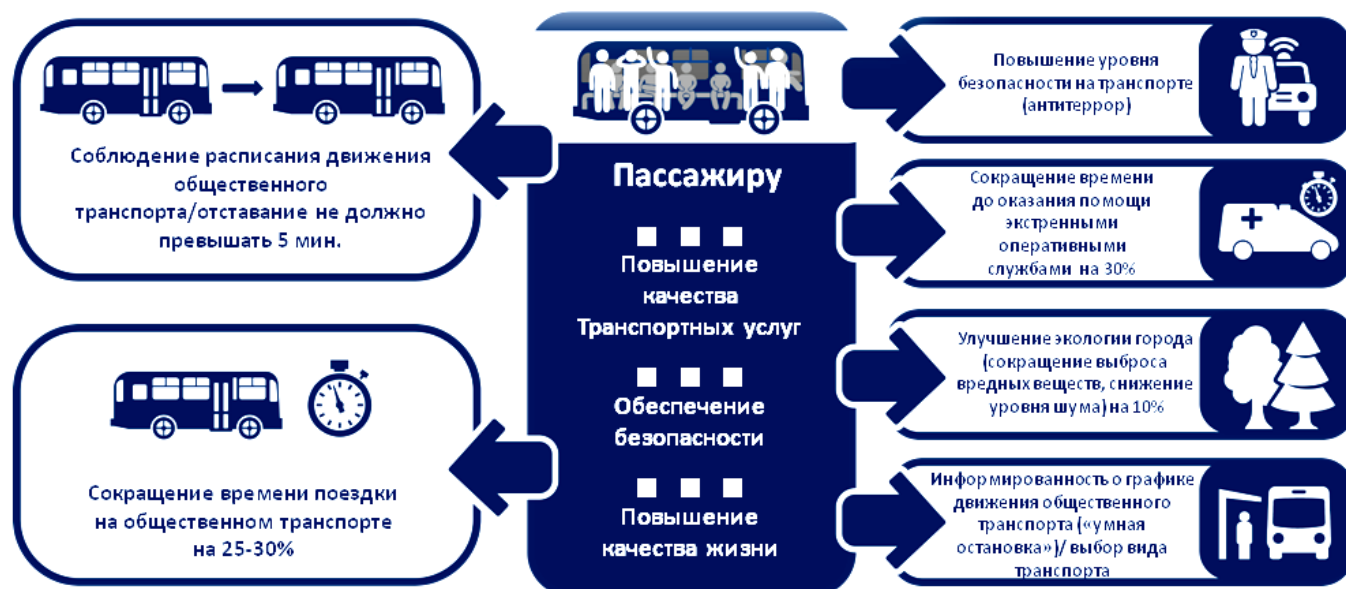 Соблюдение расписания движения
общественного
транспорта/отставание не должно
превышать 5 мин.
Сокращение времени поездки
на общественном транспорте
на 25-30%
Пассажиру
Повышение
качества
Транспортных услуг
Обеспечение
безопасности
Повышение
качества жизни
Повышение уровня
безопасности на транспорте
(антитеррор)
Сокращение времени
до оказания помощи
экстренными
оперативными
службами на 30%
Улучшение экологии города
(сокращение выброса
вредных веществ, снижение
уровня шума) на 10%
Информированность о графике
движения общественного
транспорта («умная
остановка»)/ выбор вида
транспорта